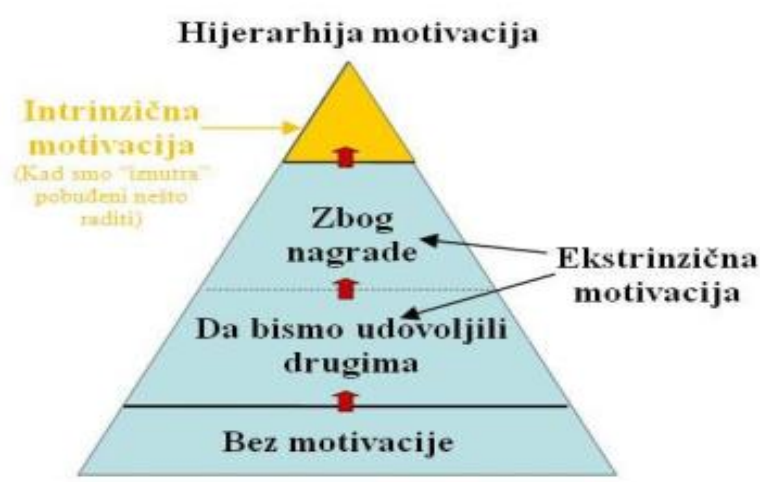 Hijerarhija motivacija
Intrinzična
motivacija
(Kad smo "iznutra"
pobuđeni nešto
raditi)
Zbog
nagrade
Ekstrinzična
motivacija
Da bismo udovoljili
drugima
Bez motivacije